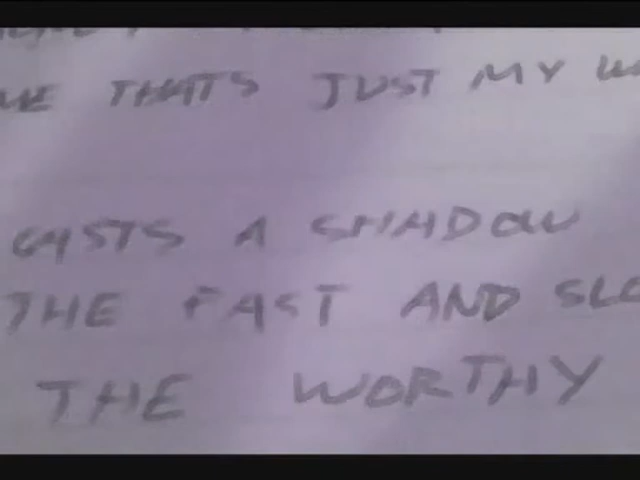 THATS JUST MY
CASTS A SHADOW
THE FAST AND
THE WORTHY